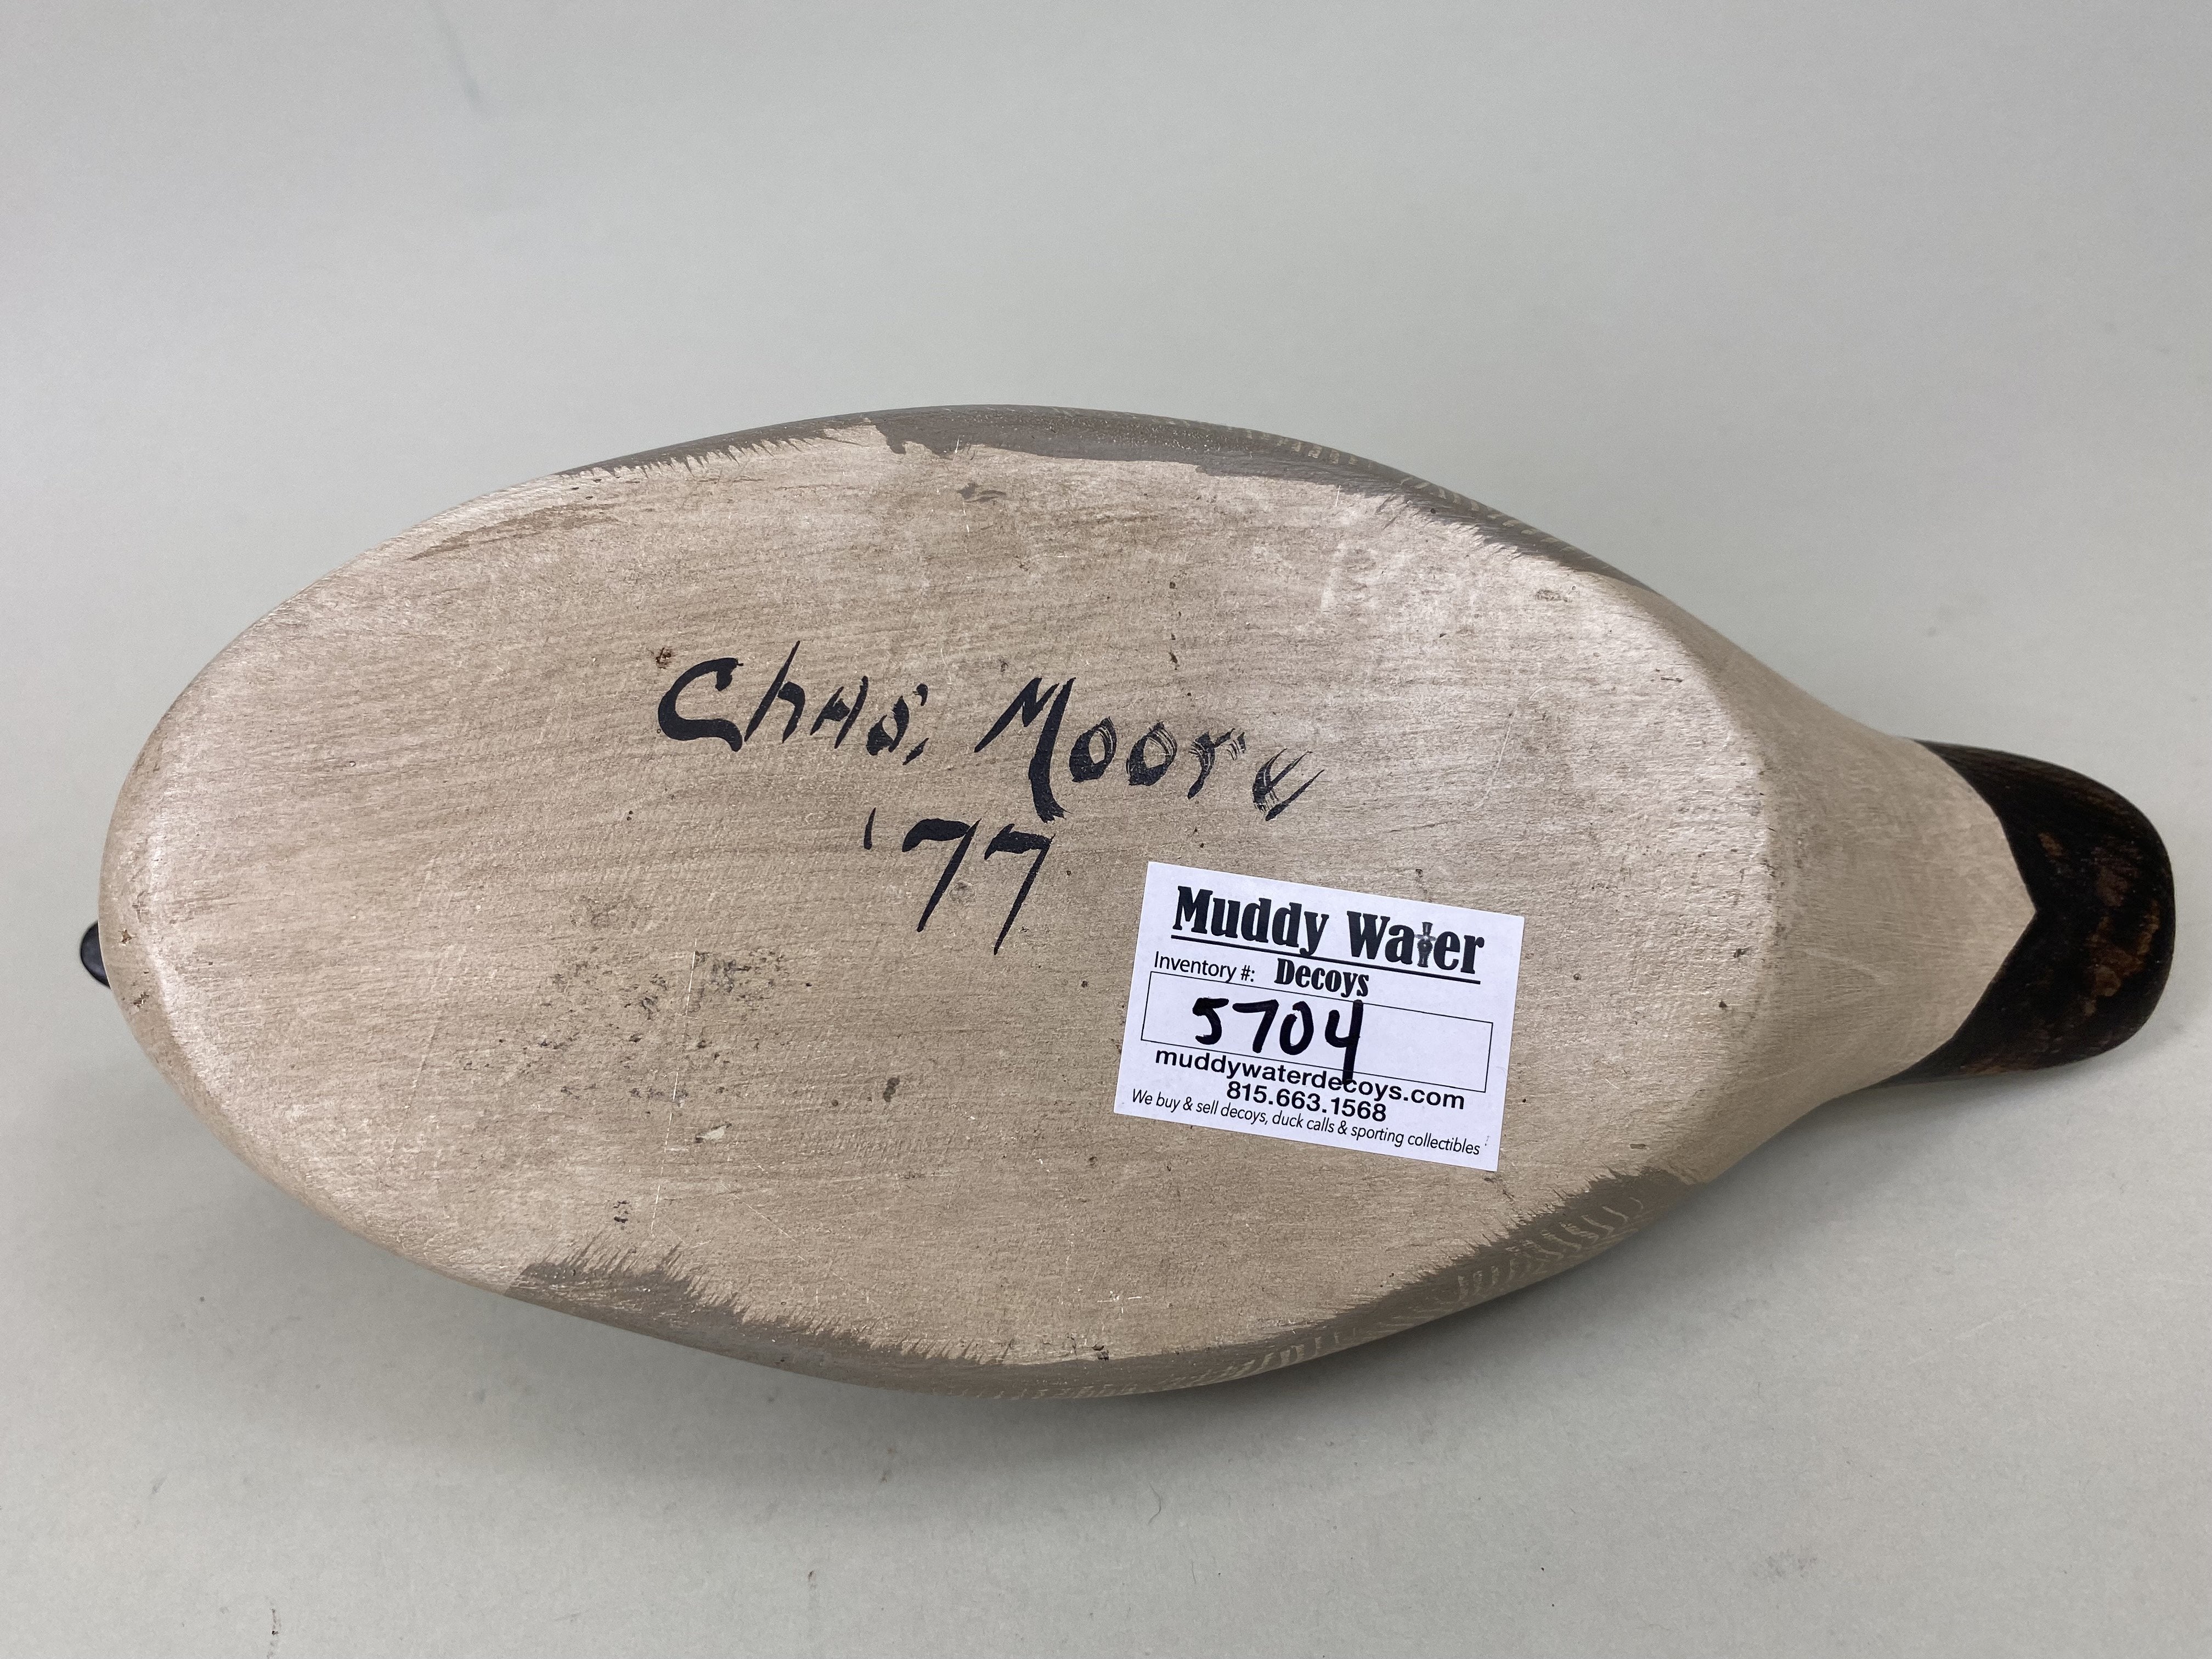 Chas. Moore
'77
Muddy Water
Inventory #: Decoys
5704
muddywaterdecoys.com
815.663.1568
We buy & sell decoys, duck calls & sporting collectibles